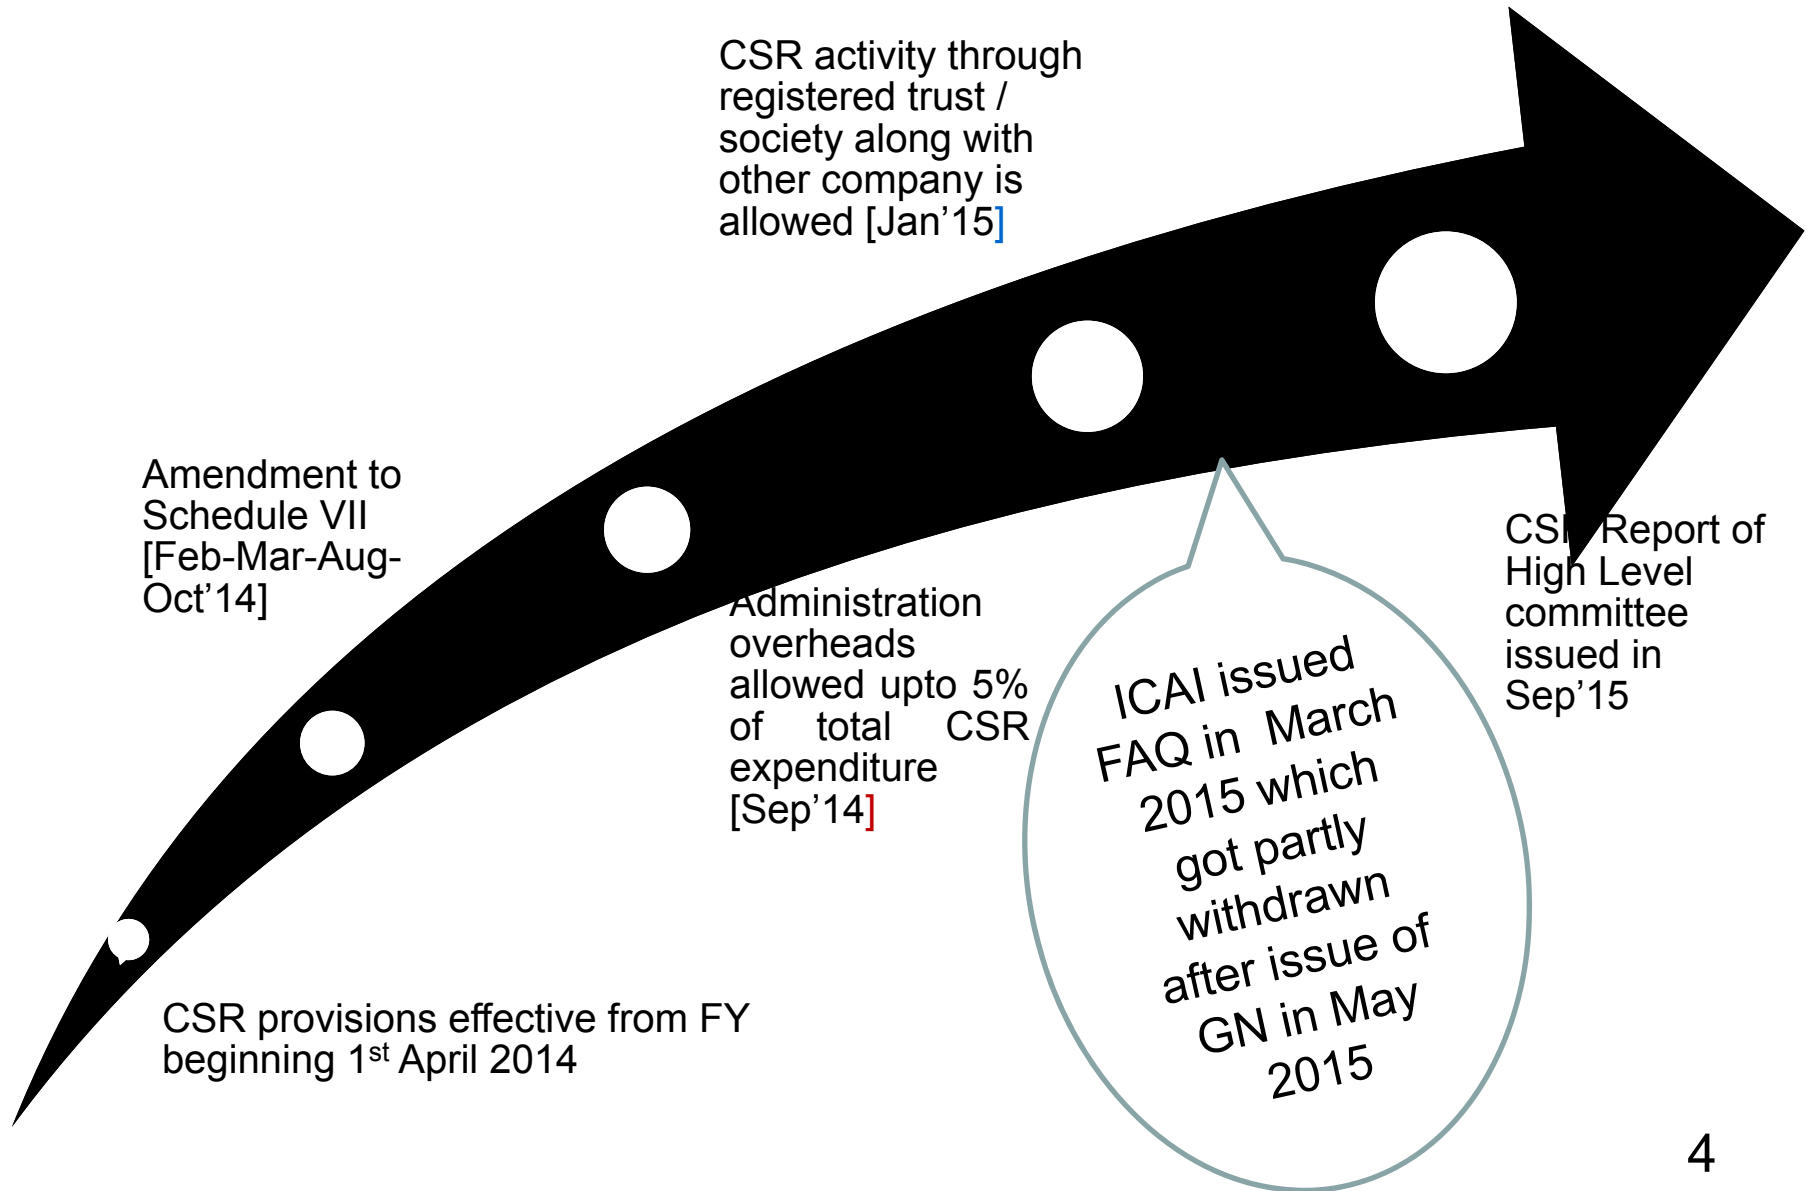 CSR activity through
registered trust /
society along with
other company is
allowed [Jan’15]
Amendment to
Schedule VII
[Feb-Mar-Aug-
Oct’14]
Administration
overheads
allowed upto 5%
of total CSR
expenditure
[Sep’14]
CSR Report of
High Level
committee
issued in
Sep’15
ICAI issued
FAQ in March
2015 which
got partly
withdrawn
after issue of
GN in May
2015
CSR provisions effective from FY
beginning 1st April 2014
4